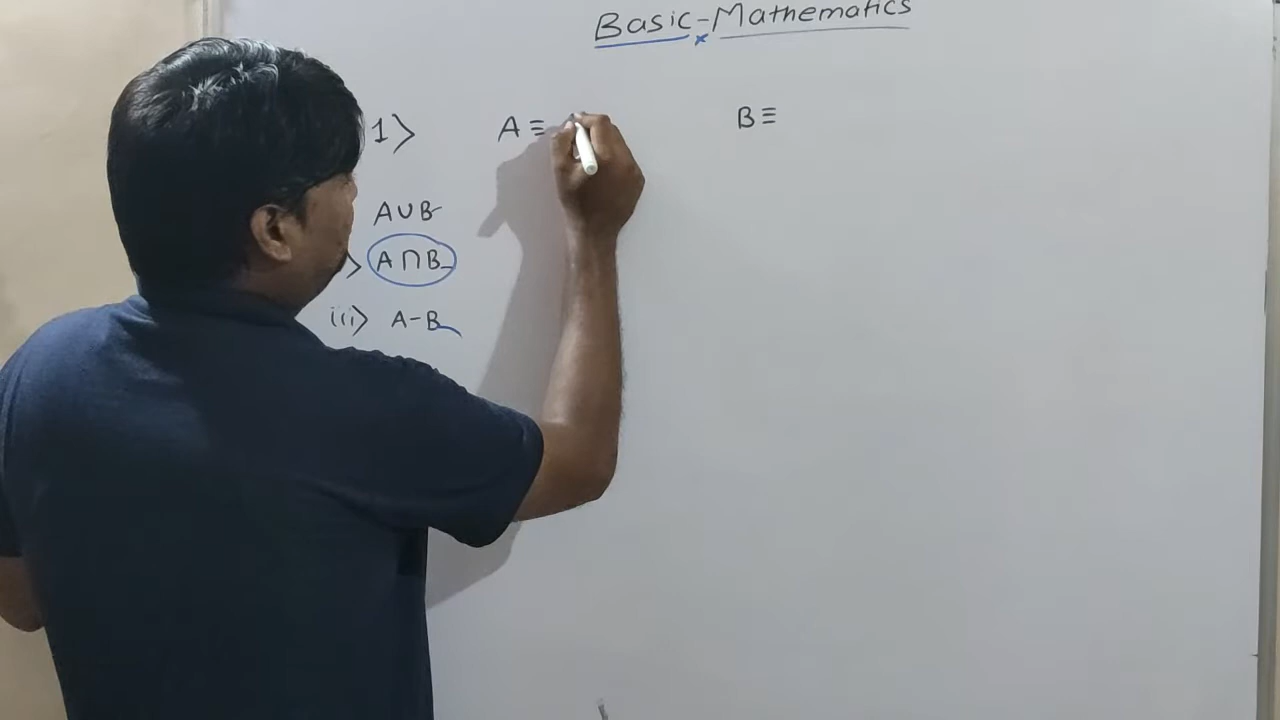 Basic-Mathematics
1> A ≡ B ≡
A∪B
> A∩B
iii> A-B